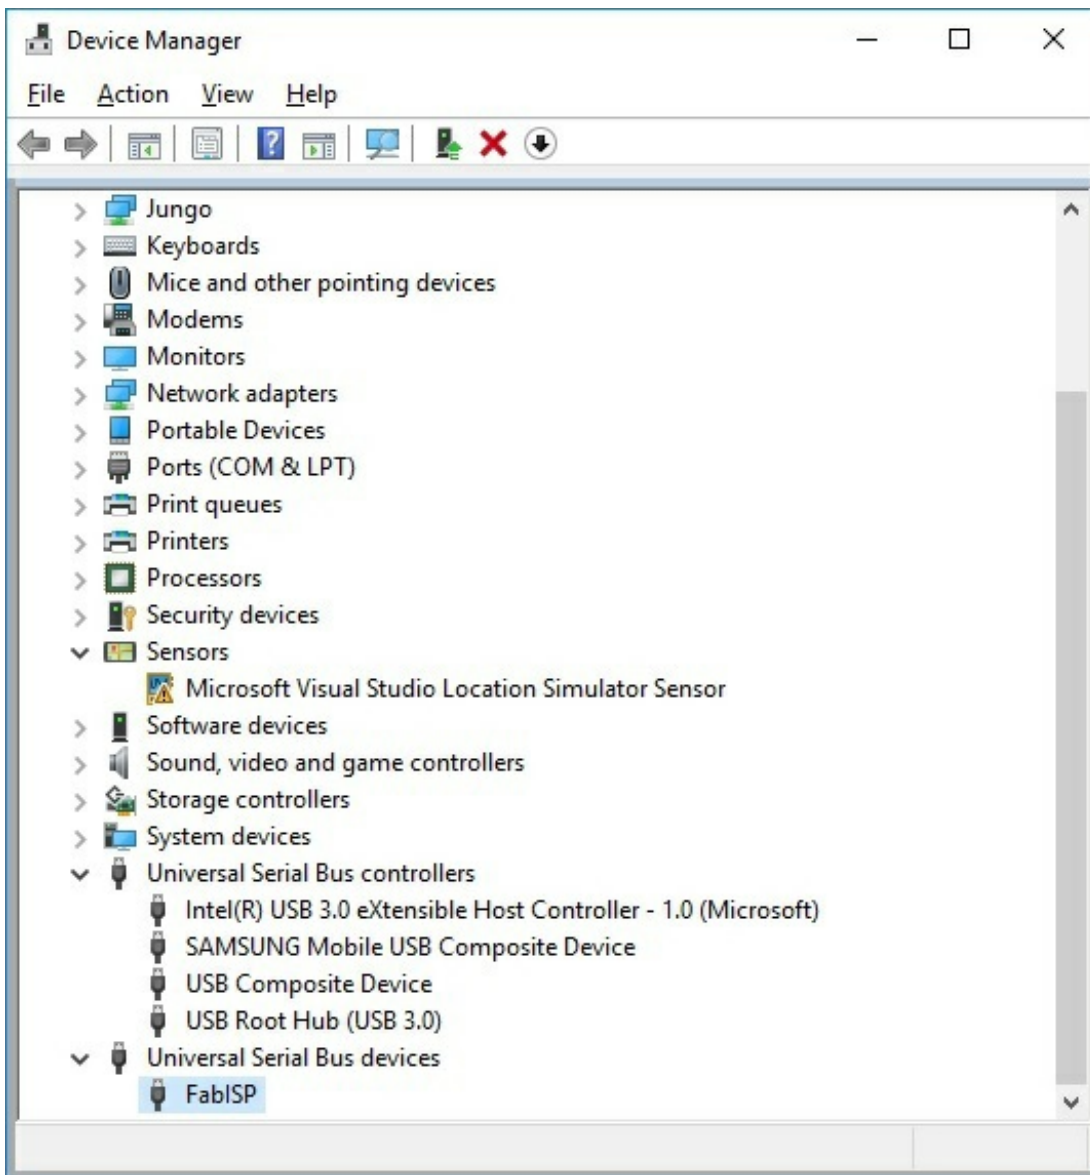 Device Manager
File Action View Help
Jungo
Keyboards
Mice and other pointing devices
Modems
Monitors
Network adapters
Portable Devices
Ports (COM & LPT)
Print queues
Printers
Processors
Security devices
Sensors
Microsoft Visual Studio Location Simulator Sensor
Software devices
Sound, video and game controllers
Storage controllers
System devices
Universal Serial Bus controllers
Intel(R) USB 3.0 eXtensible Host Controller - 1.0 (Microsoft)
SAMSUNG Mobile USB Composite Device
USB Composite Device
USB Root Hub (USB 3.0)
Universal Serial Bus devices
FabISP